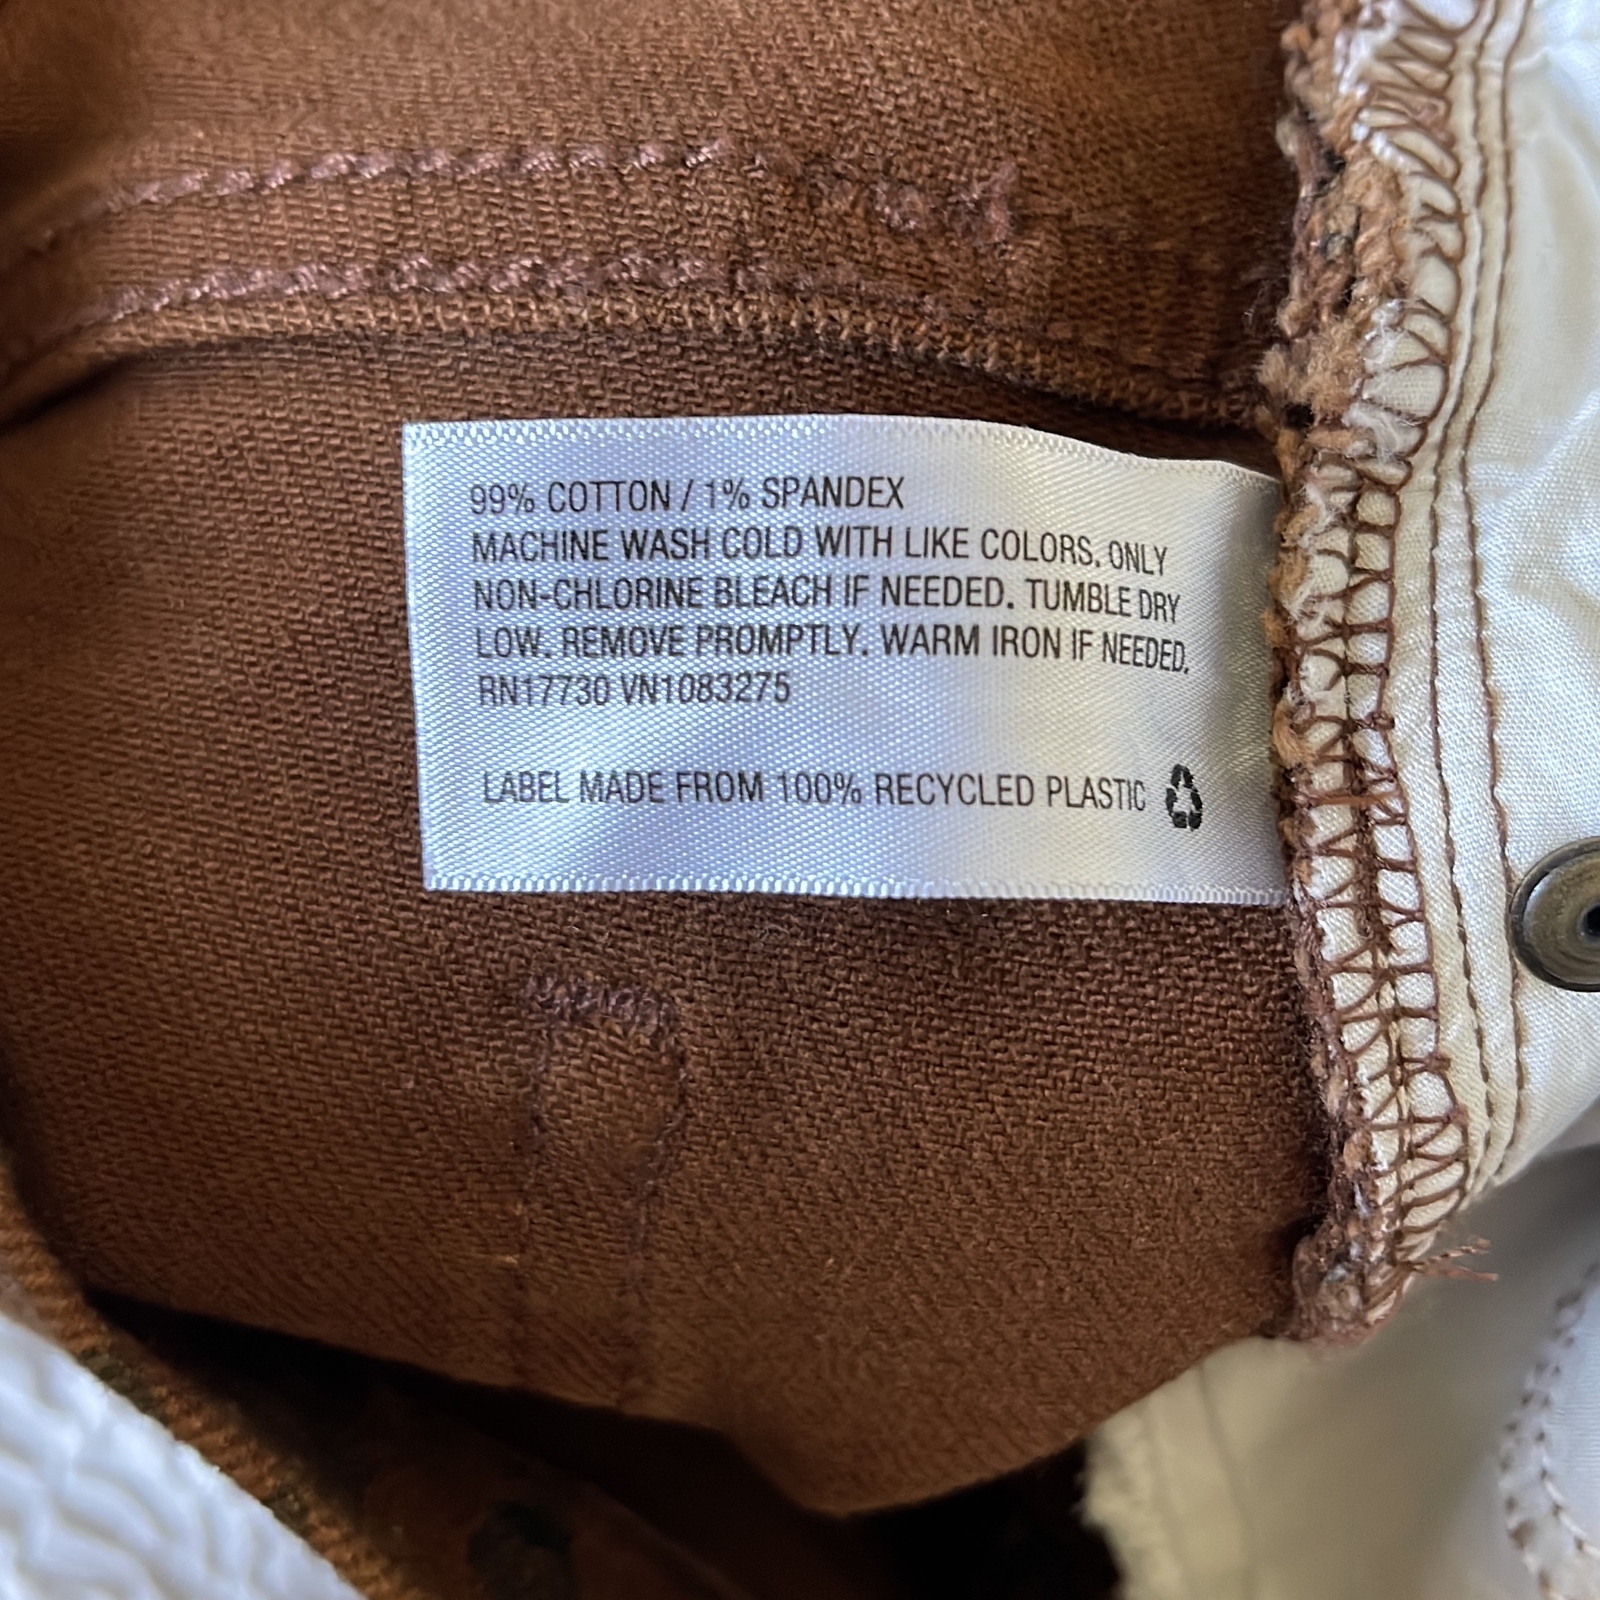 99% COTTON / 1% SPANDEX
MACHINE WASH COLD WITH LIKE COLORS. ONLY
NON-CHLORINE BLEACH IF NEEDED. TUMBLE DRY
LOW. REMOVE PROMPTLY. WARM IRON IF NEEDED.
RN17730 VN1083275
LABEL MADE FROM 100% RECYCLED PLASTIC